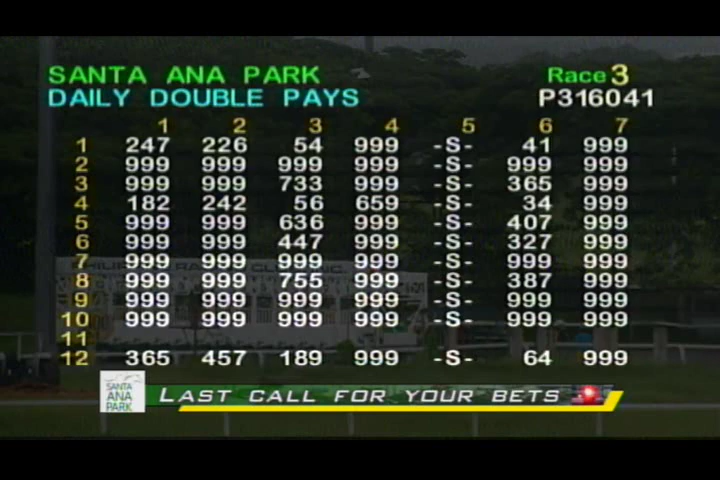 SANTA ANA PARK Race 3
DAILY DOUBLE PAYS P316041
1 2 3 4 5 6 7
1 247 226 54 999 -S- 41 999
2 999 999 999 999 -S- 999 999
3 999 999 733 999 -S- 365 999
4 182 242 56 659 -S- 34 999
5 999 999 636 999 -S- 407 999
6 999 999 447 999 -S- 327 999
7 999 999 999 999 -S- 999 999
8 999 999 755 999 -S- 387 999
9 999 999 999 999 -S- 999 999
10 999 999 999 999 -S- 999 999
11
12 365 457 189 999 -S- 64 999
SANTA
ANA
PARK
LAST CALL FOR YOUR BETS